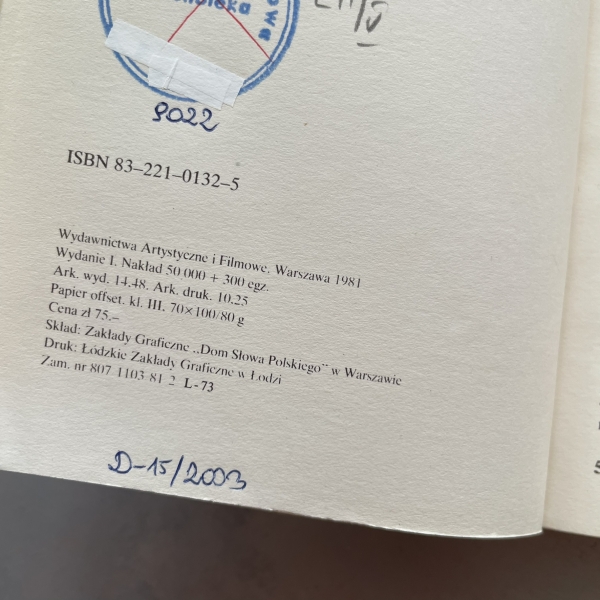 9022
ISBN 83–221–0132–5
Wydawnictwa Artystyczne i Filmowe, Warszawa 1981
Wydanie I. Nakład 50 000 + 300 egz.
Ark. wyd. 14,48. Ark. druk. 10,25
Papier offset. kl. III. 70×100/80 g
Cena zł 75.–
Skład: Zakłady Graficzne „Dom Słowa Polskiego” w Warszawie
Druk: Łódzkie Zakłady Graficzne w Łodzi
Zam. nr 807 1103 81 2 L-73
D-15/2003